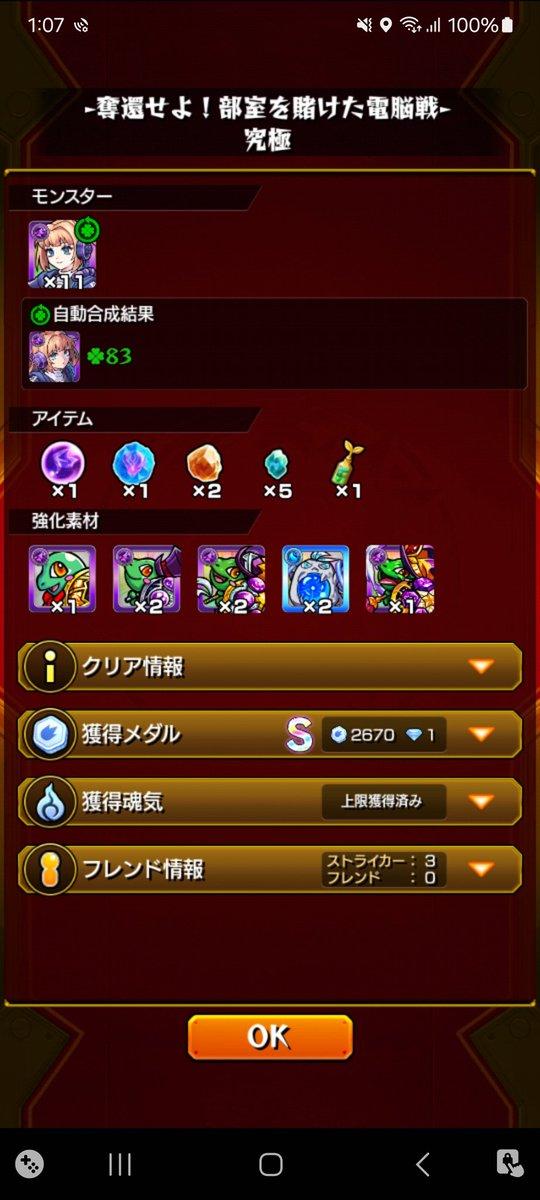 1:07
100%
-奪還せよ！部室を賭けた電脳戦-
究極
モンスター
×11
自動合成結果
83
アイテム
×1 ×1 ×2 ×5 ×1
強化素材
×1 ×2 ×2 ×2 ×1
クリア情報
獲得メダル S 2670 1
獲得魂気 上限獲得済み
フレンド情報 ストライカー：3
フレンド ：0
OK